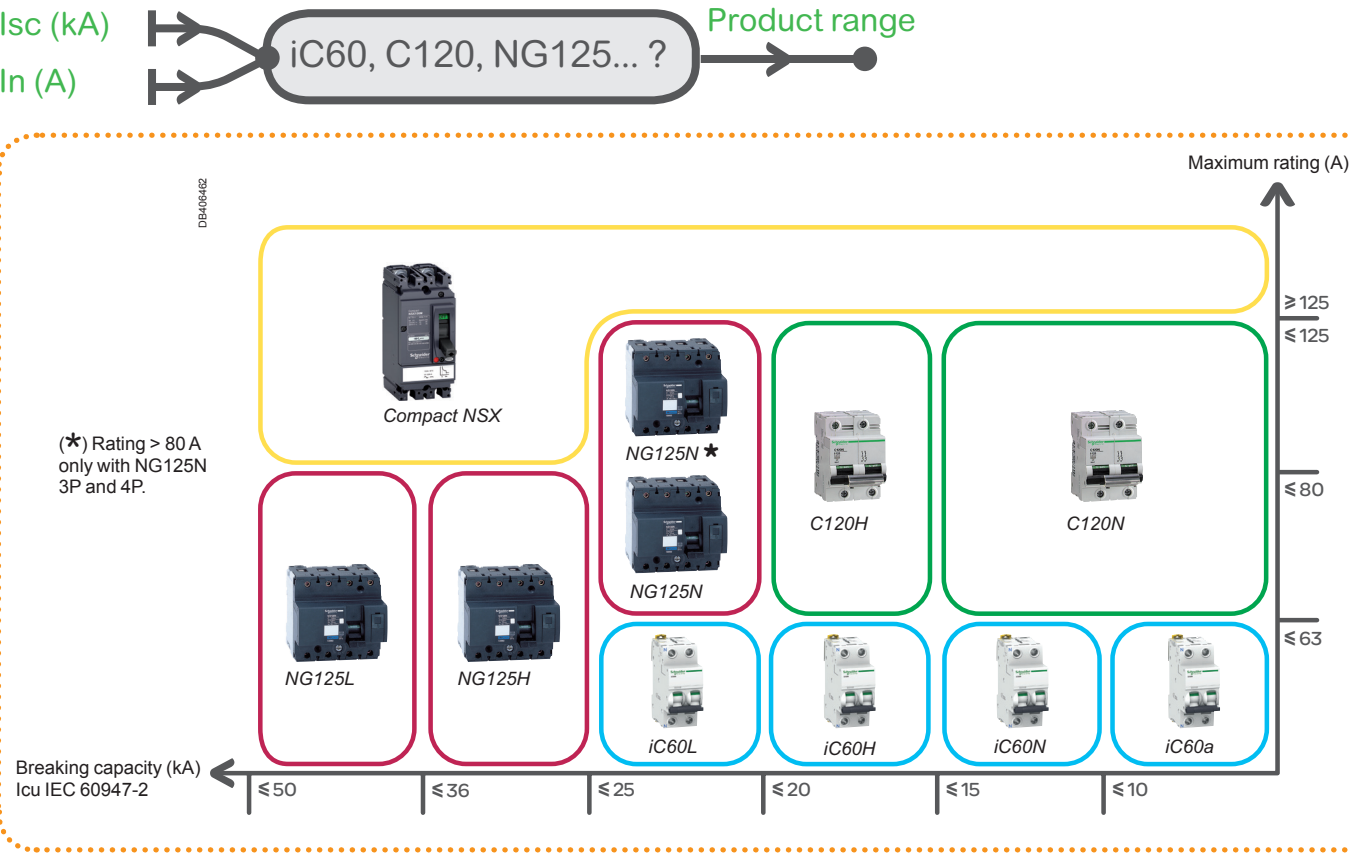 Isc (kA)
In (A)
iC60, C120, NG125... ?
Product range
Maximum rating (A)
DB406462
⩾ 125
⩽ 125
Compact NSX
NG125N ★
(★) Rating > 80 A
only with NG125N
3P and 4P.
C120H
C120N
⩽ 80
NG125N
⩽ 63
NG125L
NG125H
iC60L
iC60H
iC60N
iC60a
Breaking capacity (kA)
Icu IEC 60947-2
⩽ 50
⩽ 36
⩽ 25
⩽ 20
⩽ 15
⩽ 10